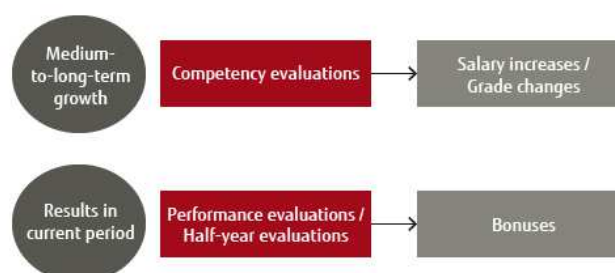 Medium-
to-long-term
growth
Competency evaluations
Salary increases /
Grade changes
Results in
current period
Performance evaluations /
Half-year evaluations
Bonuses